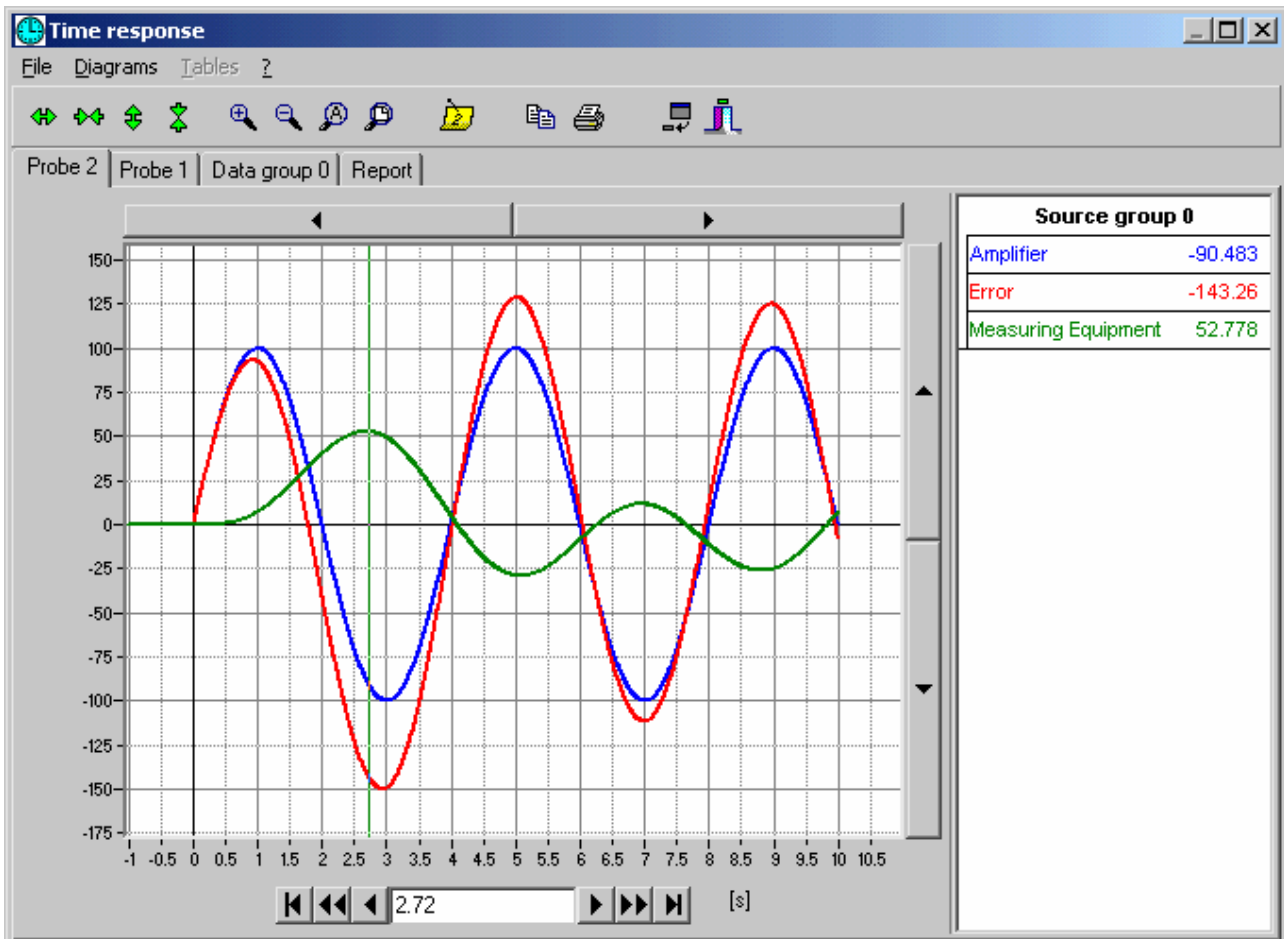 Time response
File Diagrams Tables ?
Probe 2 Probe 1 Data group 0 Report
150
125
100
75
50
25
0
-25
-50
-75
-100
-125
-150
-175
-1 -0.5 0 0.5 1 1.5 2 2.5 3 3.5 4 4.5 5 5.5 6 6.5 7 7.5 8 8.5 9 9.5 10 10.5
2.72 [s]
Source group 0
Amplifier -90.483
Error -143.26
Measuring Equipment 52.778